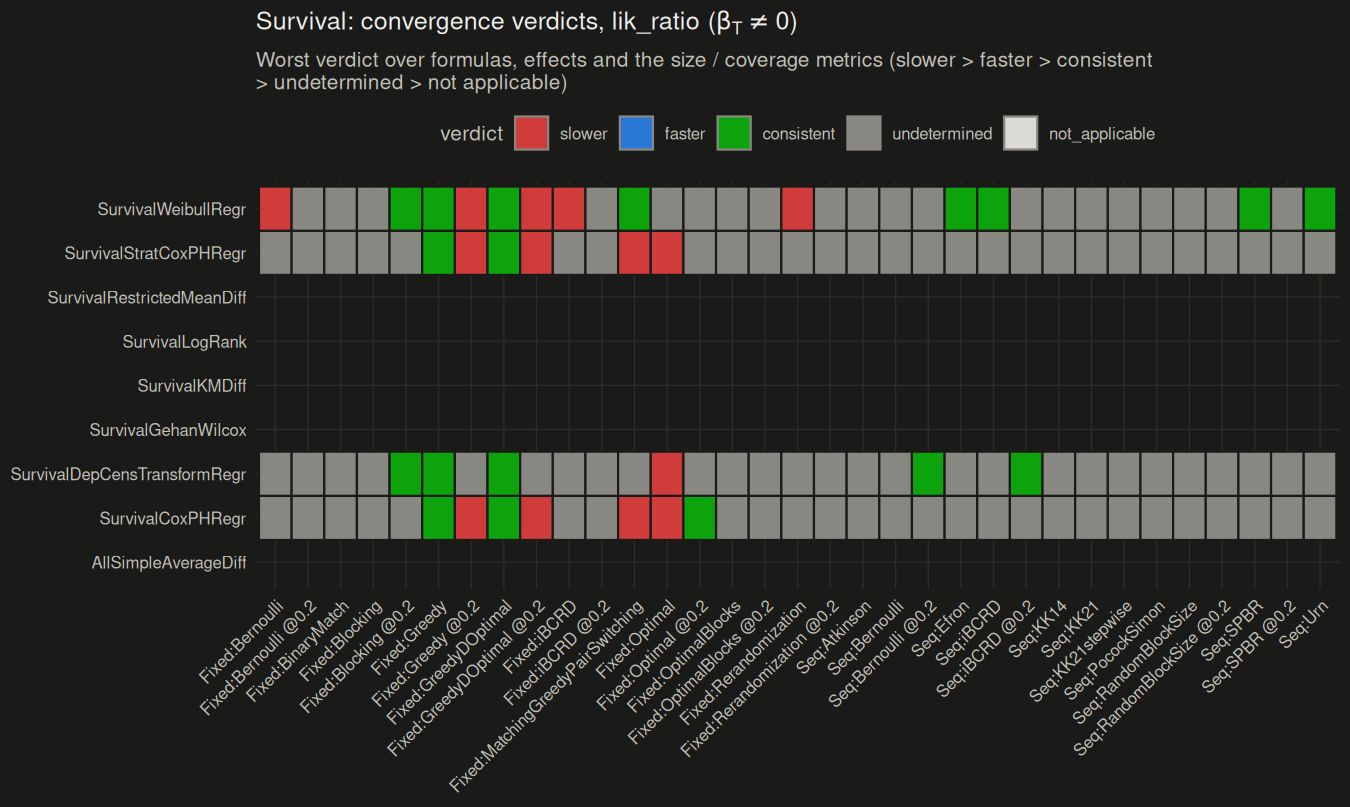 Survival: convergence verdicts, lik_ratio (βT ≠ 0)
Worst verdict over formulas, effects and the size / coverage metrics (slower > faster > consistent
> undetermined > not applicable)
verdict slower faster consistent undetermined not_applicable
SurvivalWeibullRegr
SurvivalStratCoxPHRegr
SurvivalRestrictedMeanDiff
SurvivalLogRank
SurvivalKMDiff
SurvivalGehanWilcox
SurvivalDepCensTransformRegr
SurvivalCoxPHRegr
AllSimpleAverageDiff
Fixed:Bernoulli
Fixed:Bernoulli @0.2
Fixed:BinaryMatch
Fixed:Blocking
Fixed:Blocking @0.2
Fixed:Greedy
Fixed:Greedy @0.2
Fixed:GreedyDOptimal
Fixed:GreedyDOptimal @0.2
Fixed:iBCRD
Fixed:iBCRD @0.2
Fixed:MatchingGreedyPairSwitching
Fixed:Optimal
Fixed:Optimal @0.2
Fixed:OptimalBlocks
Fixed:OptimalBlocks @0.2
Fixed:Rerandomization
Fixed:Rerandomization @0.2
Seq:Atkinson
Seq:Bernoulli
Seq:Bernoulli @0.2
Seq:Efron
Seq:iBCRD
Seq:iBCRD @0.2
Seq:KK14
Seq:KK21
Seq:KK21stepwise
Seq:PocockSimon
Seq:RandomBlockSize
Seq:RandomBlockSize @0.2
Seq:SPBR
Seq:SPBR @0.2
Seq:Urn